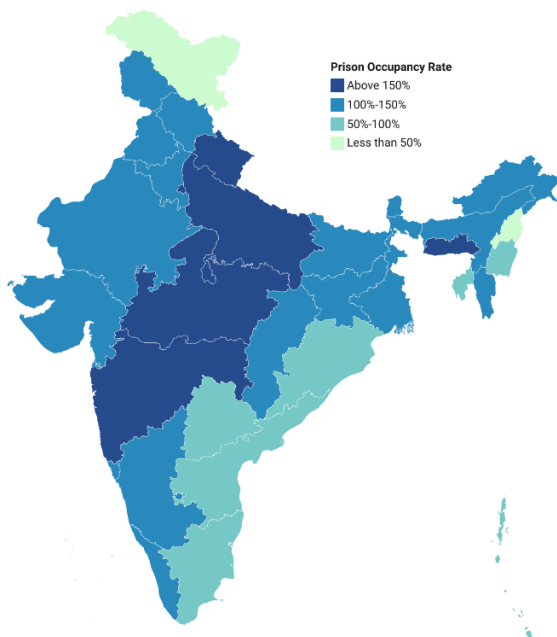 Prison Occupancy Rate
Above 150%
100%-150%
50%-100%
Less than 50%